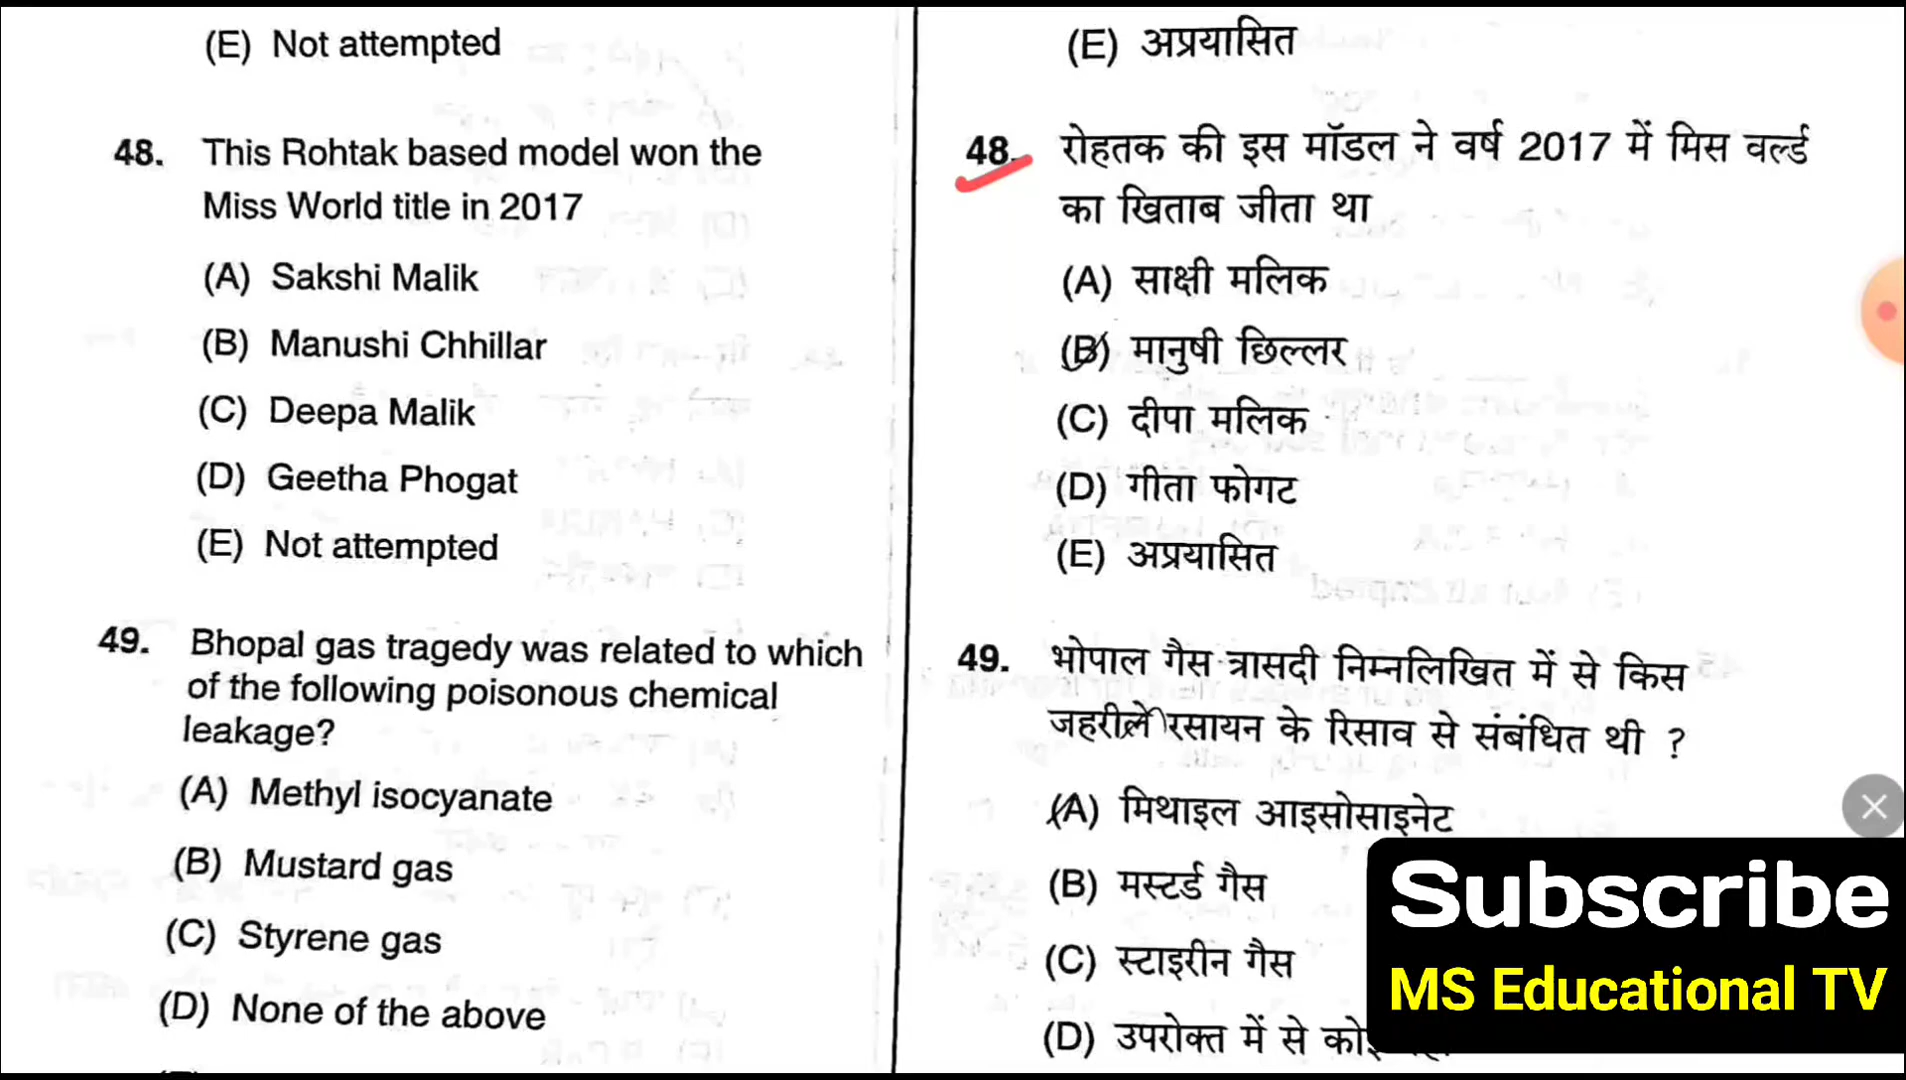 (E) Not attempted
48. This Rohtak based model won the
Miss World title in 2017
(A) Sakshi Malik
(B) Manushi Chhillar
(C) Deepa Malik
(D) Geetha Phogat
(E) Not attempted
49. Bhopal gas tragedy was related to which
of the following poisonous chemical
leakage?
(A) Methyl isocyanate
(B) Mustard gas
(C) Styrene gas
(D) None of the above
(E) अप्रयासित
48. रोहतक की इस मॉडल ने वर्ष 2017 में मिस वर्ल्ड
का खिताब जीता था
(A) साक्षी मलिक
(B) मानुषी छिल्लर
(C) दीपा मलिक
(D) गीता फोगट
(E) अप्रयासित
49. भोपाल गैस त्रासदी निम्नलिखित में से किस
जहरीले रसायन के रिसाव से संबंधित थी ?
(A) मिथाइल आइसोसाइनेट
(B) मस्टर्ड गैस
(C) स्टाइरीन गैस
(D) उपरोक्त में से
Subscribe
MS Educational TV